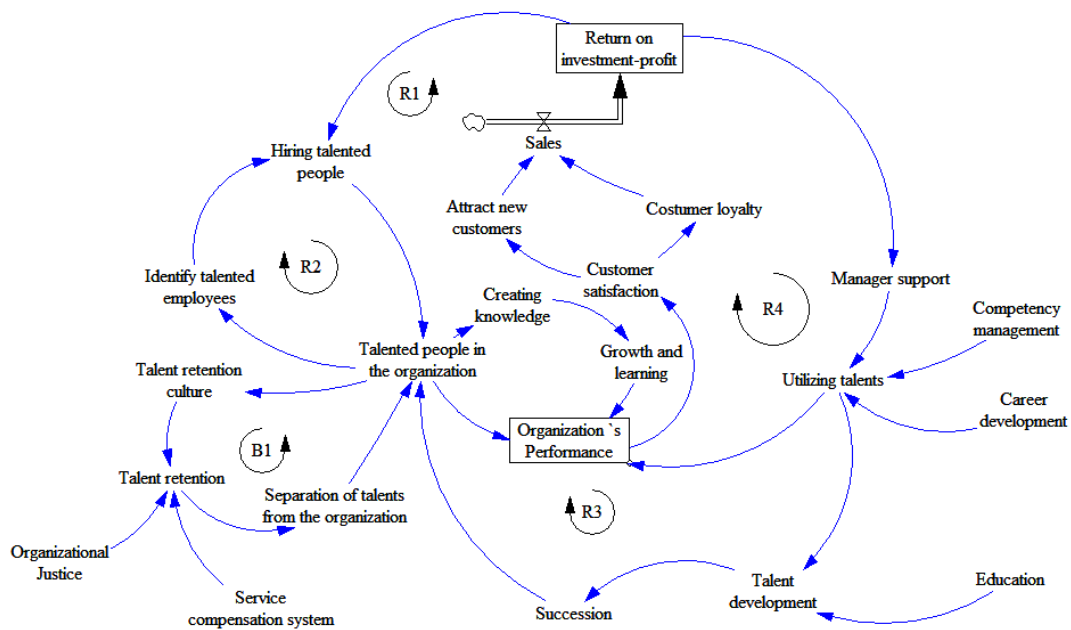 Return on
investment-profit
R1
Sales
Hiring talented
people
Attract new
customers
Costumer loyalty
R2
Identify talented
employees
Customer
satisfaction
Manager support
R4
Creating
knowledge
Competency
management
Talented people in
the organization
Growth and
learning
Utilizing talents
Talent retention
culture
Career
development
Organization `s
Performance
B1
Talent retention
Separation of talents
from the organization
R3
Organizational
Justice
Service
compensation system
Succession
Talent
development
Education